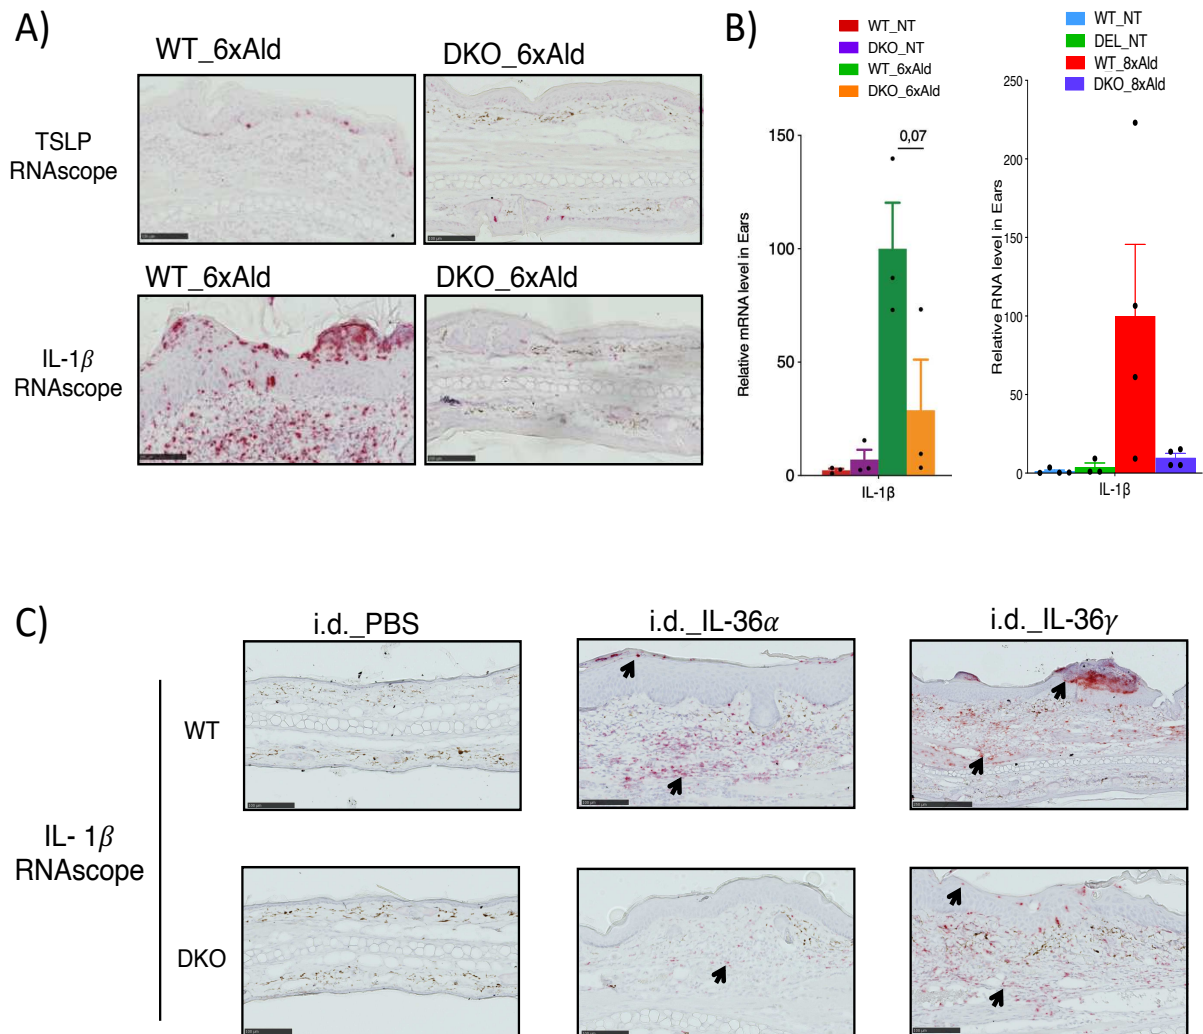 A)
WT_6xAld
DKO_6xAld
TSLP
RNAscope
WT_6xAld
DKO_6xAld
IL-1β
RNAscope
B)
WT_NT
DKO_NT
WT_6xAld
DKO_6xAld
0,07
Relative mRNA level in Ears
150
100
50
0
IL-1β
WT_NT
DEL_NT
WT_8xAld
DKO_8xAld
Relative RNA level in Ears
250
200
150
100
50
0
IL-1β
C)
i.d._PBS
i.d._IL-36α
i.d._IL-36γ
WT
IL- 1β
RNAscope
DKO